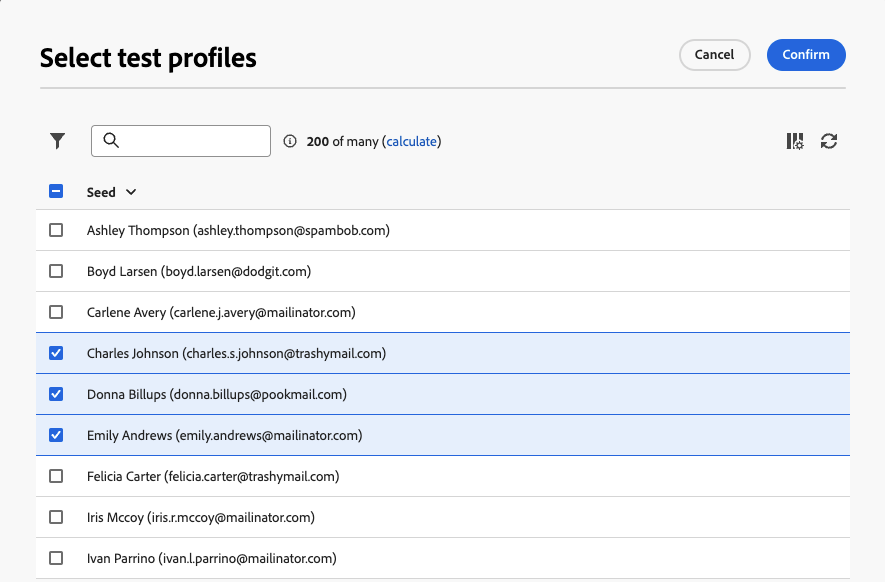 Select test profiles
Cancel
Confirm
200 of many (calculate)
Seed
Ashley Thompson (ashley.thompson@spambob.com)
Boyd Larsen (boyd.larsen@dodgit.com)
Carlene Avery (carlene.j.avery@mailinator.com)
Charles Johnson (charles.s.johnson@trashymail.com)
Donna Billups (donna.billups@pookmail.com)
Emily Andrews (emily.andrews@mailinator.com)
Felicia Carter (felicia.carter@trashymail.com)
Iris Mccoy (iris.r.mccoy@mailinator.com)
Ivan Parrino (ivan.l.parrino@mailinator.com)